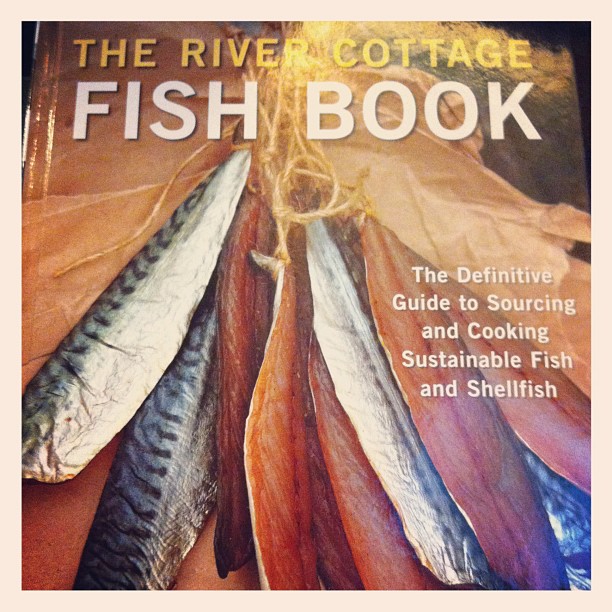 THE RIVER COTTAGE
FISH BOOK
The Definitive
Guide to Sourcing
and Cooking
Sustainable Fish
and Shellfish